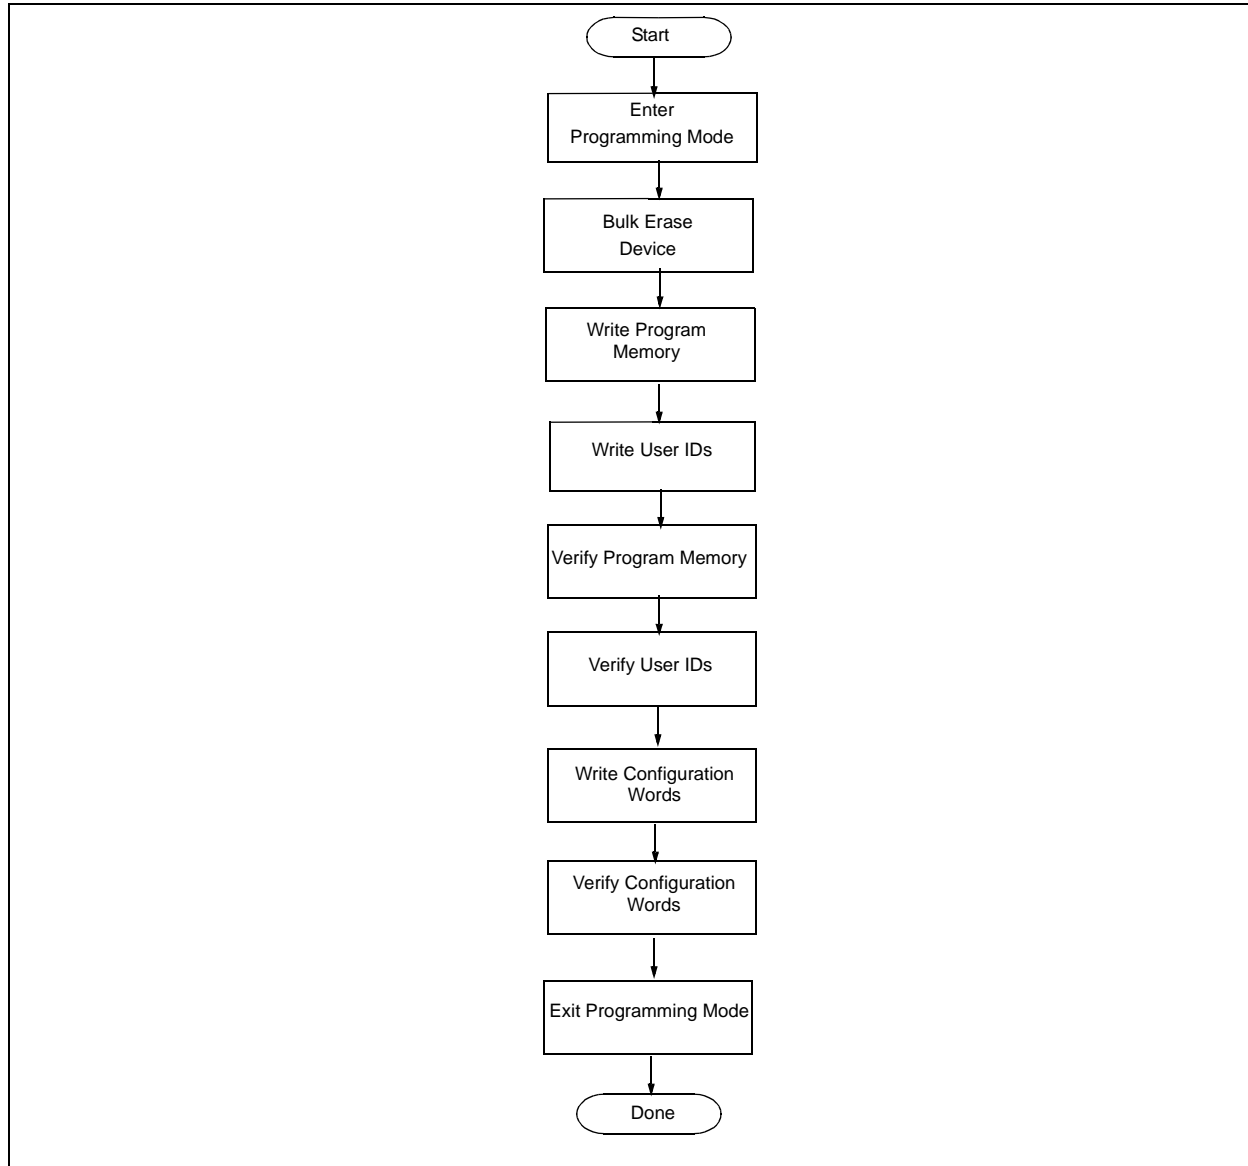 Start
Enter
Programming Mode
Bulk Erase
Device
Write Program
Memory
Write User IDs
Verify Program Memory
Verify User IDs
Write Configuration
Words
Verify Configuration
Words
Exit Programming Mode
Done